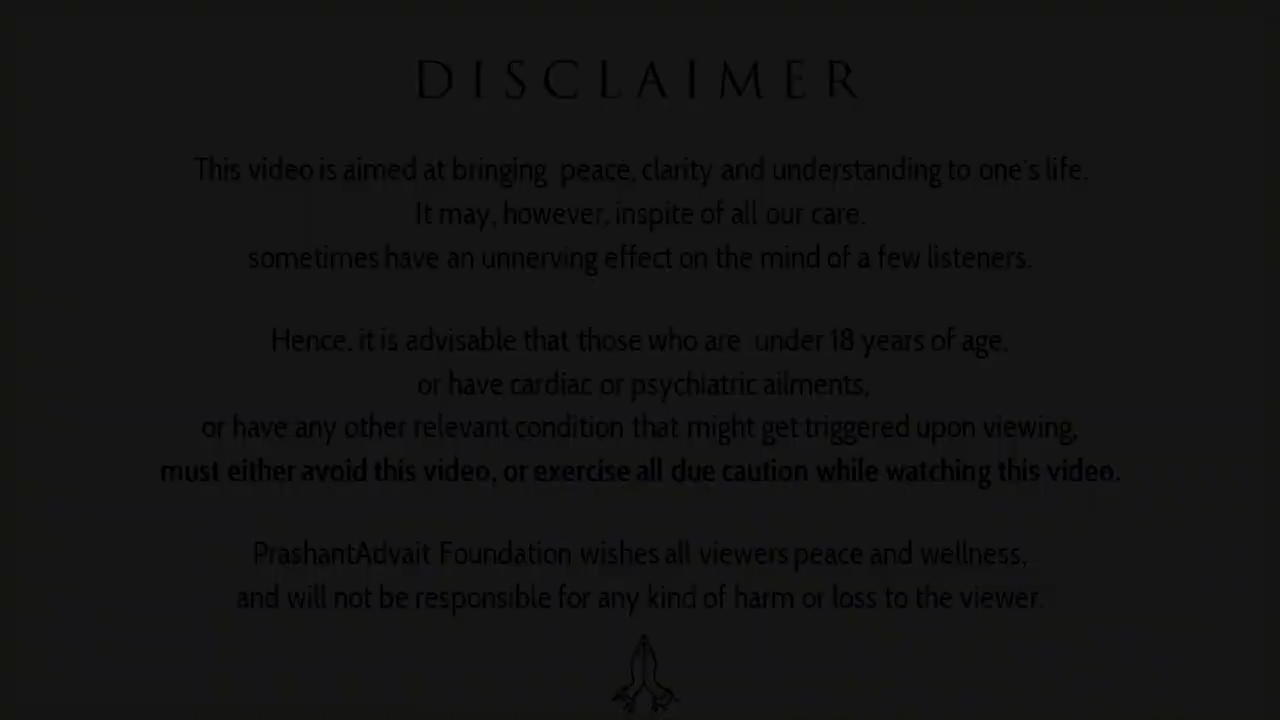 DISCLAIMER
This video is aimed at bringing peace, clarity and understanding to one's life.
It may, however, inspite of all our care,
sometimes have an unnerving effect on the mind of a few listeners.
Hence, it is advisable that those who are under 18 years of age,
or have cardiac or psychiatric ailments,
or have any other relevant condition that might get triggered upon viewing,
must either avoid this video, or exercise all due caution while watching this video.
PrashantAdvait Foundation wishes all viewers peace and wellness,
and will not be responsible for any kind of harm or loss to the viewer.